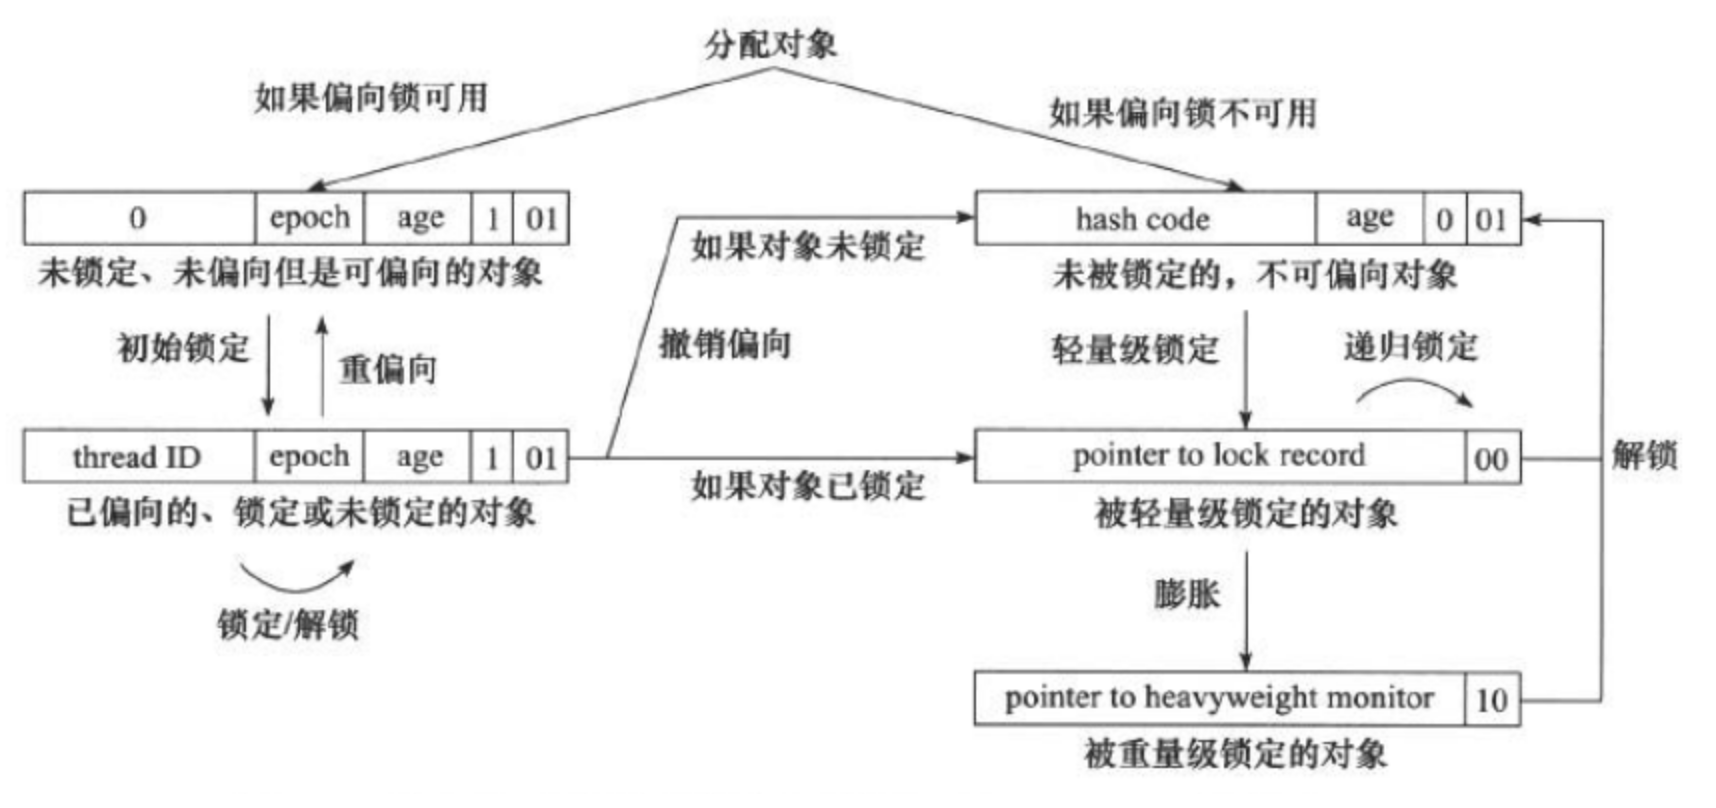 分配对象
如果偏向锁可用
如果偏向锁不可用
0 epoch age 1 01
hash code age 0 01
未锁定、未偏向但是可偏向的对象
如果对象未锁定
未被锁定的，不可偏向对象
初始锁定
重偏向
撤销偏向
轻量级锁定
递归锁定
thread ID epoch age 1 01
pointer to lock record 00
解锁
已偏向的、锁定或未锁定的对象
如果对象已锁定
被轻量级锁定的对象
锁定/解锁
膨胀
pointer to heavyweight monitor 10
被重量级锁定的对象